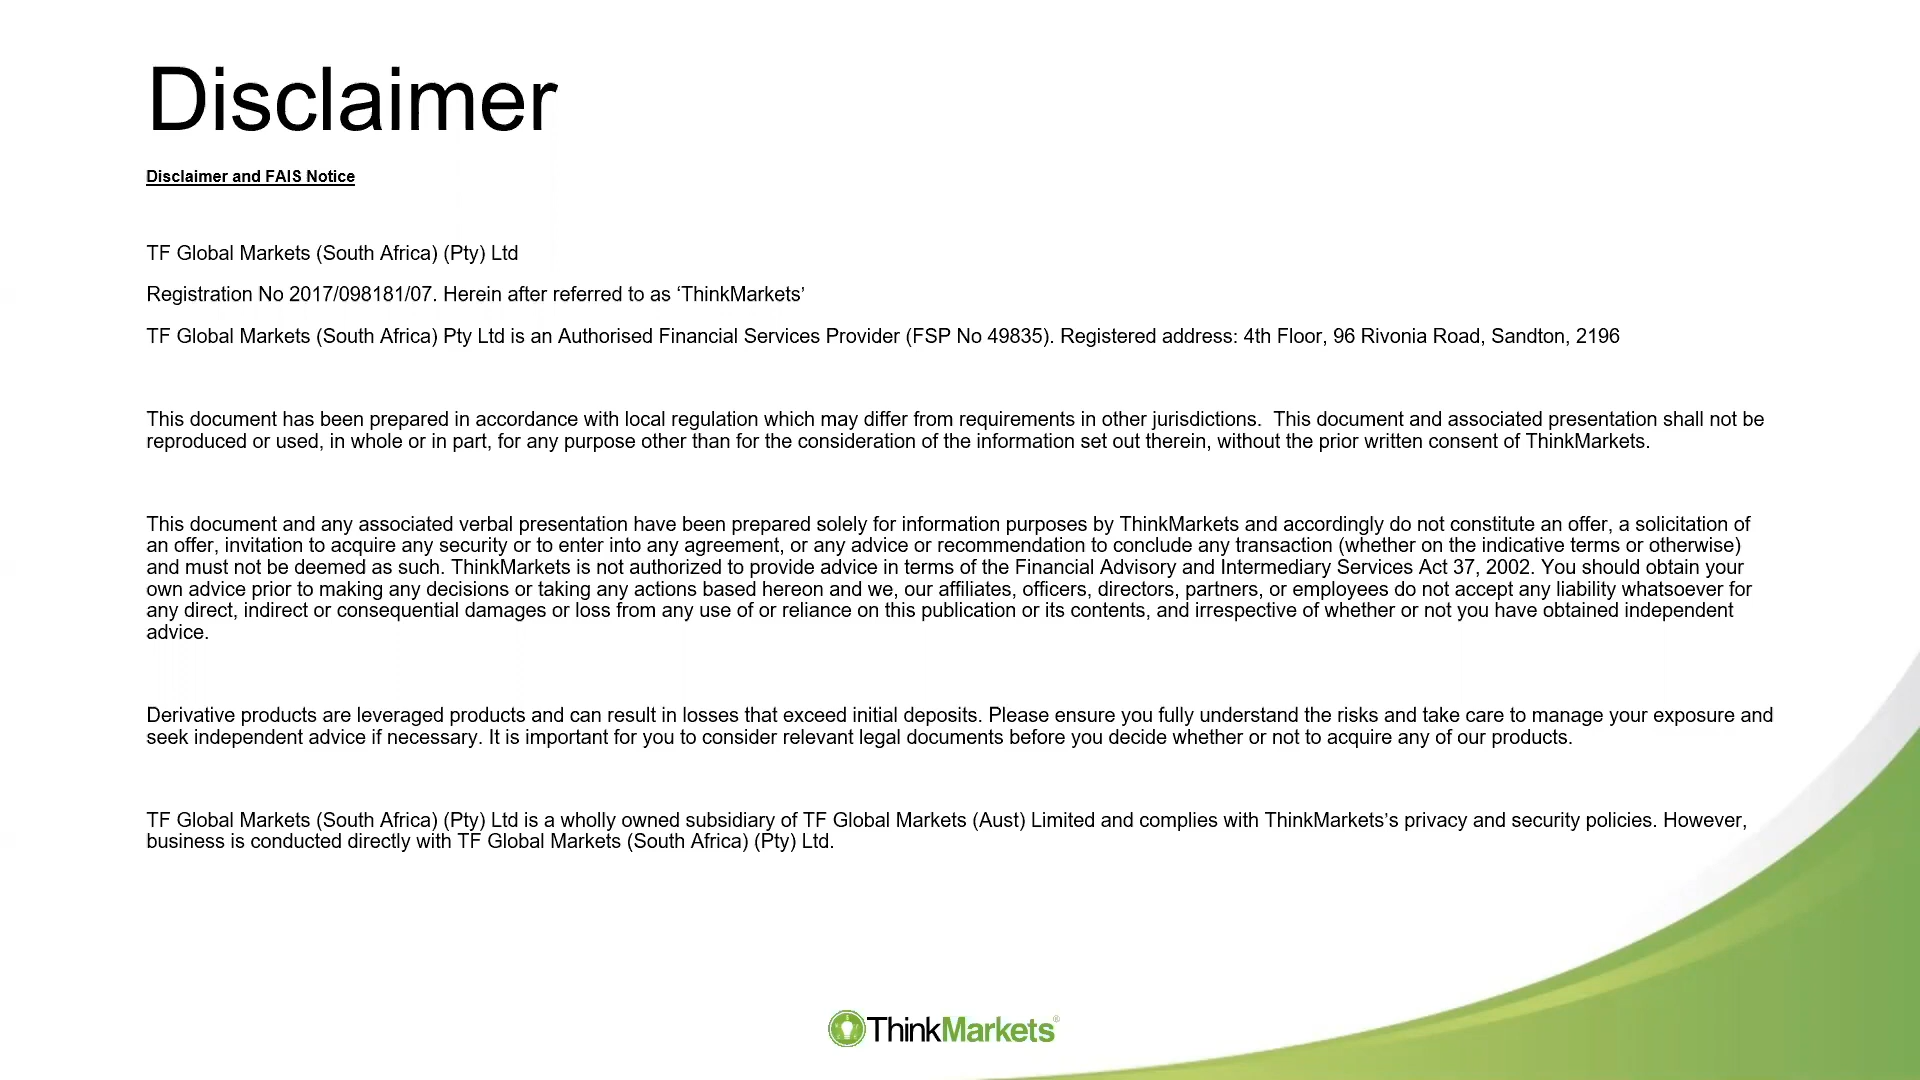 Disclaimer
Disclaimer and FAIS Notice
TF Global Markets (South Africa) (Pty) Ltd
Registration No 2017/098181/07. Herein after referred to as ‘ThinkMarkets’
TF Global Markets (South Africa) Pty Ltd is an Authorised Financial Services Provider (FSP No 49835). Registered address: 4th Floor, 96 Rivonia Road, Sandton, 2196
This document has been prepared in accordance with local regulation which may differ from requirements in other jurisdictions.  This document and associated presentation shall not be
reproduced or used, in whole or in part, for any purpose other than for the consideration of the information set out therein, without the prior written consent of ThinkMarkets.
This document and any associated verbal presentation have been prepared solely for information purposes by ThinkMarkets and accordingly do not constitute an offer, a solicitation of
an offer, invitation to acquire any security or to enter into any agreement, or any advice or recommendation to conclude any transaction (whether on the indicative terms or otherwise)
and must not be deemed as such. ThinkMarkets is not authorized to provide advice in terms of the Financial Advisory and Intermediary Services Act 37, 2002. You should obtain your
own advice prior to making any decisions or taking any actions based hereon and we, our affiliates, officers, directors, partners, or employees do not accept any liability whatsoever for
any direct, indirect or consequential damages or loss from any use of or reliance on this publication or its contents, and irrespective of whether or not you have obtained independent
advice.
Derivative products are leveraged products and can result in losses that exceed initial deposits. Please ensure you fully understand the risks and take care to manage your exposure and
seek independent advice if necessary. It is important for you to consider relevant legal documents before you decide whether or not to acquire any of our products.
TF Global Markets (South Africa) (Pty) Ltd is a wholly owned subsidiary of TF Global Markets (Aust) Limited and complies with ThinkMarkets’s privacy and security policies. However,
business is conducted directly with TF Global Markets (South Africa) (Pty) Ltd.
ThinkMarkets®